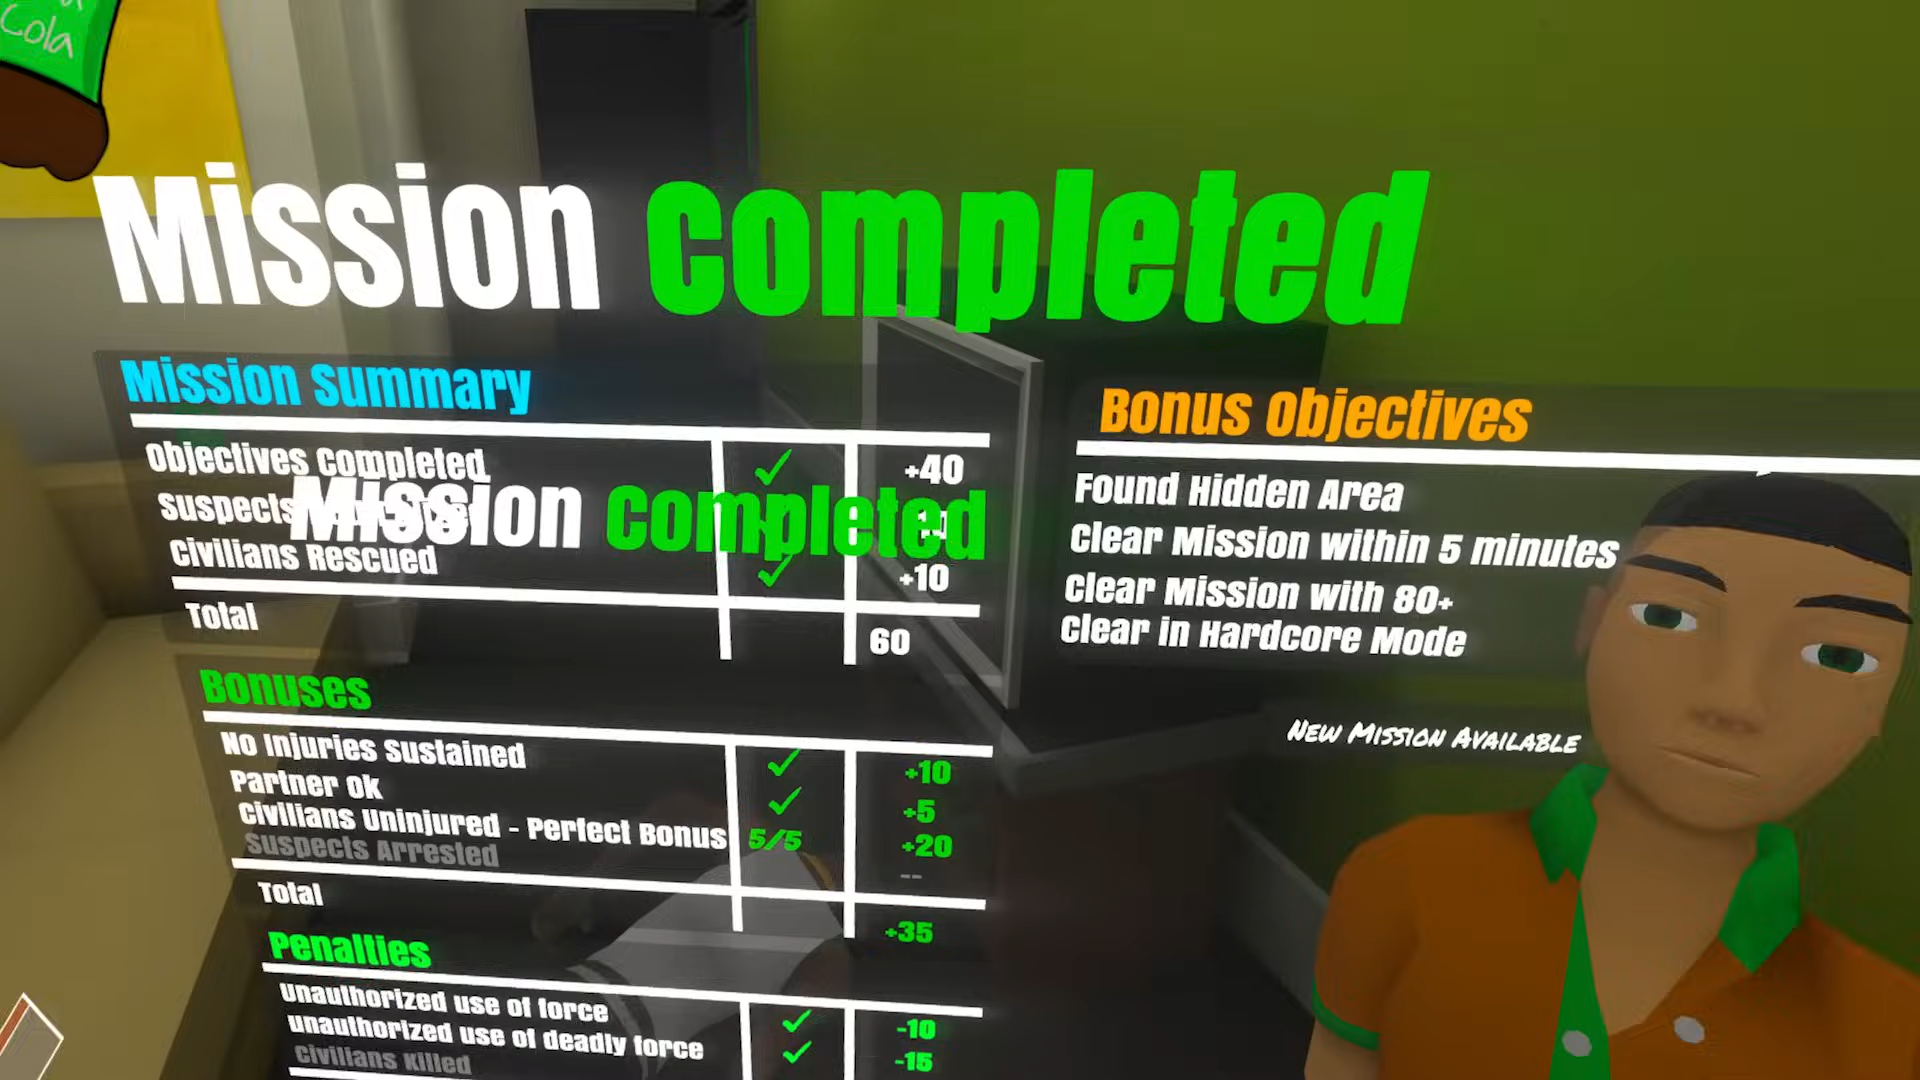 Cola
Mission Completed
Mission Summary
Objectives Completed +40
Suspects
Mission Completed
Civilians Rescued +10
Total 60
Bonuses
No Injuries Sustained +10
Partner Ok +5
Civilians Uninjured - Perfect Bonus 5/5 +20
Suspects Arrested --
Total +35
Penalties
Unauthorized use of force -10
Unauthorized use of deadly force -15
Civilians Killed
Bonus Objectives
Found Hidden Area
Clear Mission within 5 minutes
Clear Mission with 80+
Clear in Hardcore Mode
New Mission Available